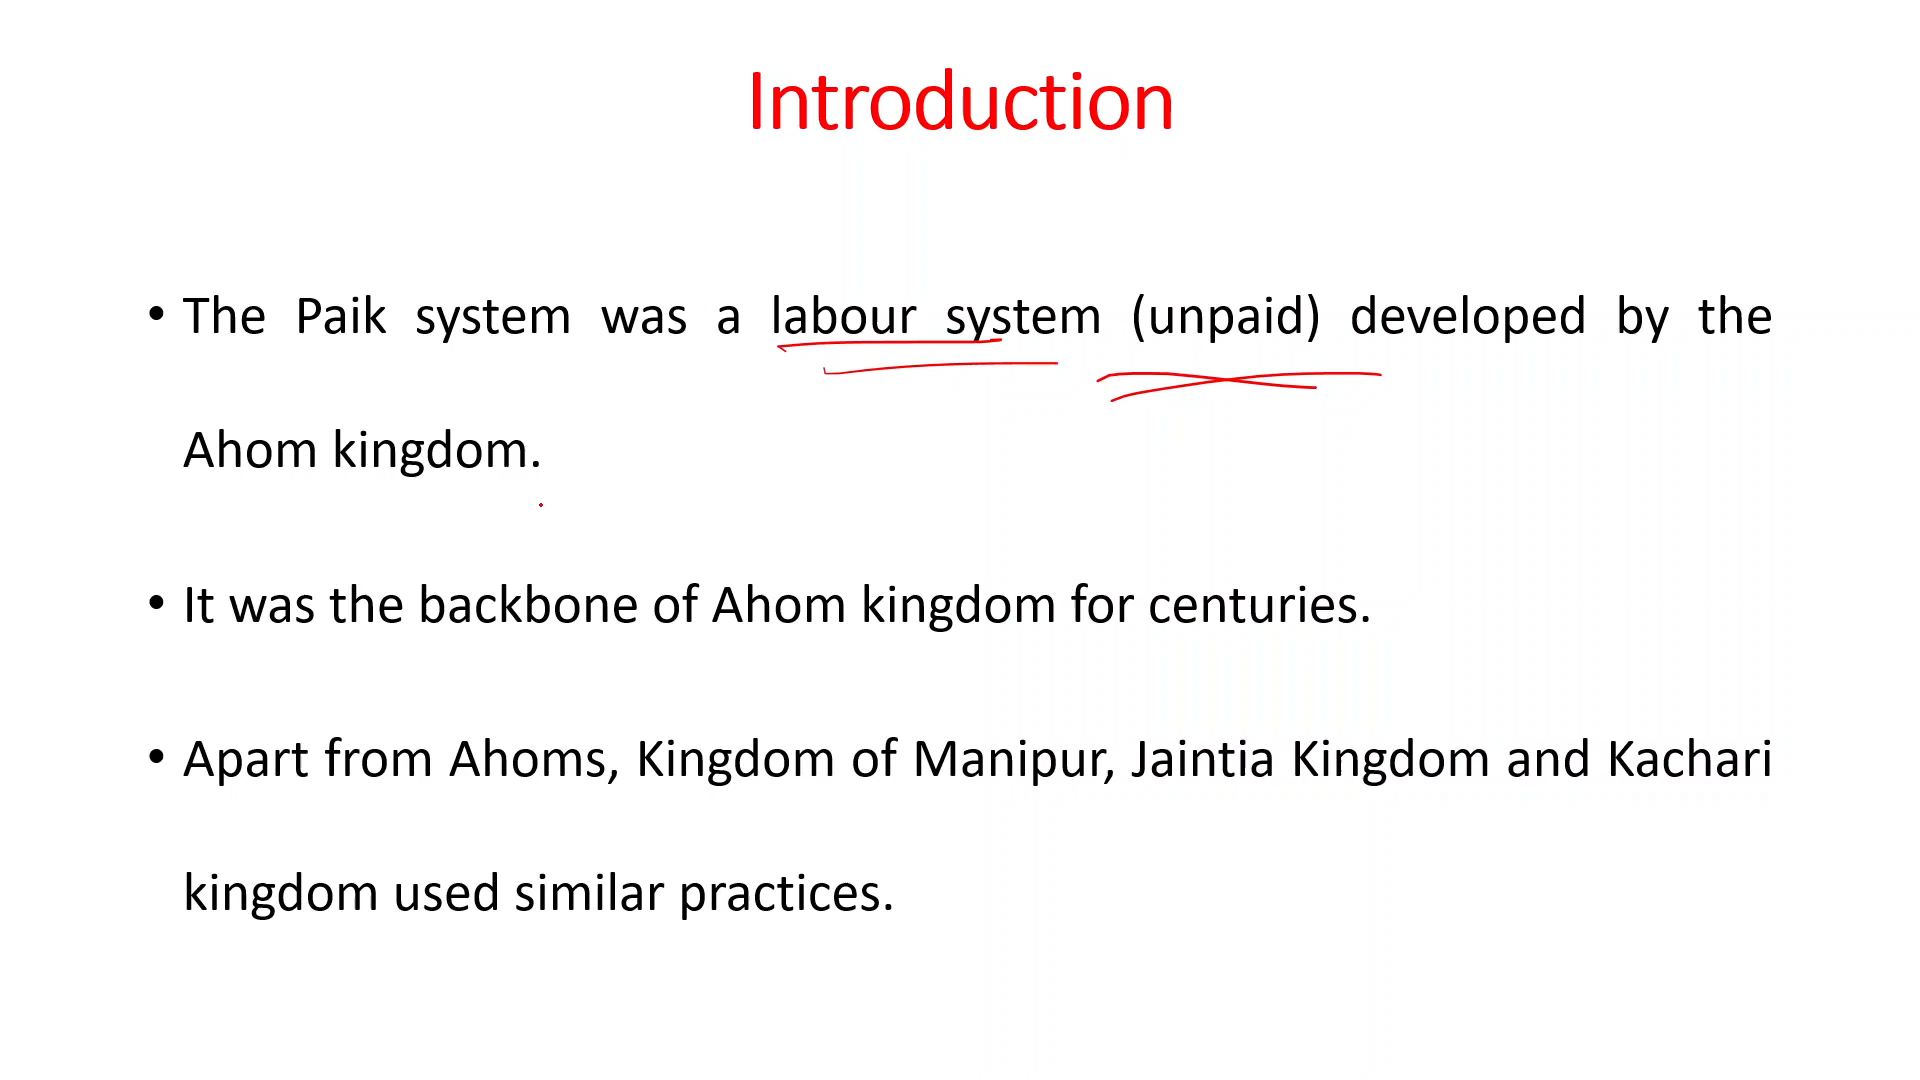 Introduction
• The Paik system was a labour system (unpaid) developed by the
Ahom kingdom.
• It was the backbone of Ahom kingdom for centuries.
• Apart from Ahoms, Kingdom of Manipur, Jaintia Kingdom and Kachari
kingdom used similar practices.